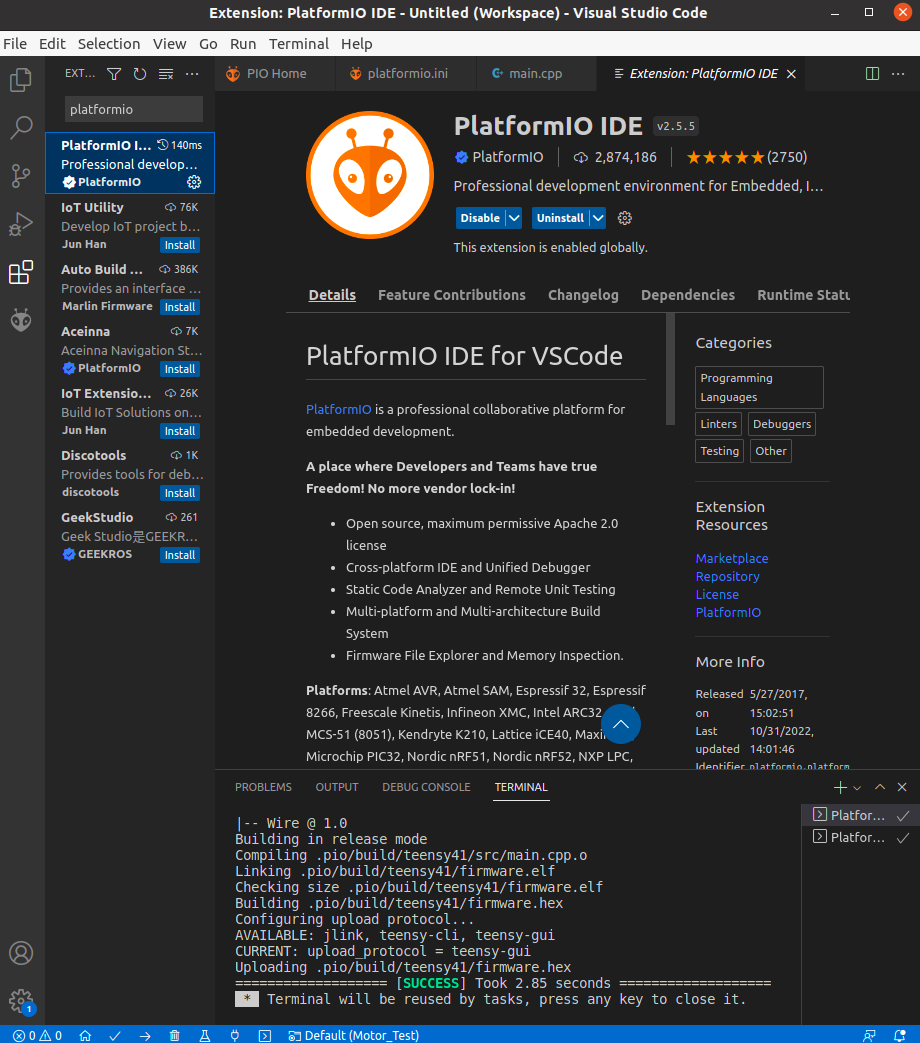 Extension: PlatformIO IDE - Untitled (Workspace) - Visual Studio Code
File Edit Selection View Go Run Terminal Help
EXT...
PIO Home
platformio.ini
main.cpp
Extension: PlatformIO IDE
platformio
PlatformIO I... 140ms
Professional develop...
PlatformIO
IoT Utility 76K
Develop IoT project b...
Jun Han Install
Auto Build ... 386K
Provides an interface ...
Marlin Firmware Install
Aceinna 7K
Aceinna Navigation St...
PlatformIO Install
IoT Extensio... 26K
Build IoT Solutions on...
Jun Han Install
Discotools 1K
Provides tools for deb...
discotools Install
GeekStudio 261
Geek Studio是GEEKR...
GEEKROS Install
PlatformIO IDE v2.5.5
PlatformIO 2,874,186 ★★★★★(2750)
Professional development environment for Embedded, I...
Disable Uninstall
This extension is enabled globally.
Details Feature Contributions Changelog Dependencies Runtime Statu
PlatformIO IDE for VSCode
PlatformIO is a professional collaborative platform for
embedded development.
A place where Developers and Teams have true
Freedom! No more vendor lock-in!
• Open source, maximum permissive Apache 2.0
license
• Cross-platform IDE and Unified Debugger
• Static Code Analyzer and Remote Unit Testing
• Multi-platform and Multi-architecture Build
System
• Firmware File Explorer and Memory Inspection.
Platforms: Atmel AVR, Atmel SAM, Espressif 32, Espressif
8266, Freescale Kinetis, Infineon XMC, Intel ARC32
MCS-51 (8051), Kendryte K210, Lattice iCE40,
Microchip PIC32, Nordic nRF51, Nordic nRF52, NXP LPC,
Categories
Programming
Languages
Linters Debuggers
Testing Other
Extension
Resources
Marketplace
Repository
License
PlatformIO
More Info
Released 5/27/2017,
on 15:02:51
Last 10/31/2022,
updated 14:01:46
Identifier platformio.platform
PROBLEMS OUTPUT DEBUG CONSOLE TERMINAL
|-- Wire @ 1.0
Building in release mode
Compiling .pio/build/teensy41/src/main.cpp.o
Linking .pio/build/teensy41/firmware.elf
Checking size .pio/build/teensy41/firmware.elf
Building .pio/build/teensy41/firmware.hex
Configuring upload protocol...
AVAILABLE: jlink, teensy-cli, teensy-gui
CURRENT: upload_protocol = teensy-gui
Uploading .pio/build/teensy41/firmware.hex
=================== [SUCCESS] Took 2.85 seconds ===================
* Terminal will be reused by tasks, press any key to close it.
Platfor...
Platfor...
1
0 0 Default (Motor_Test)